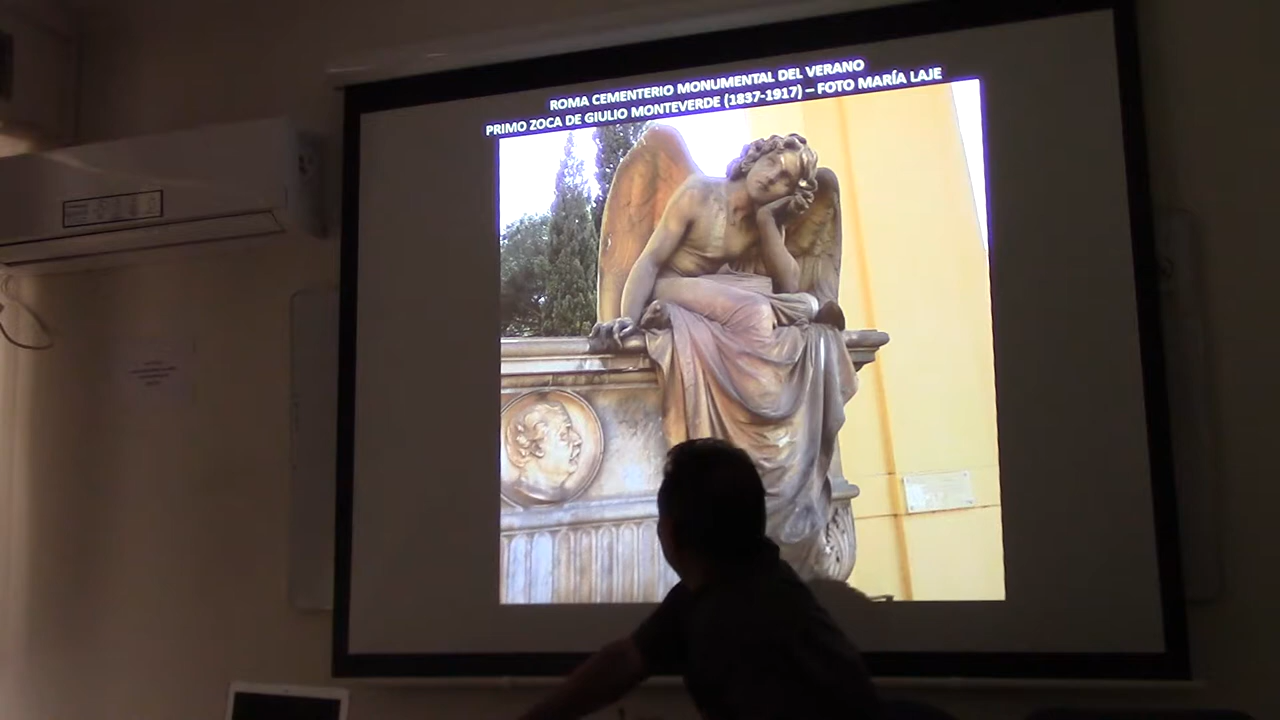 ROMA CEMENTERIO MONUMENTAL DEL VERANO
PRIMO ZOCA DE GIULIO MONTEVERDE (1837-1917) – FOTO MARÍA LAJE